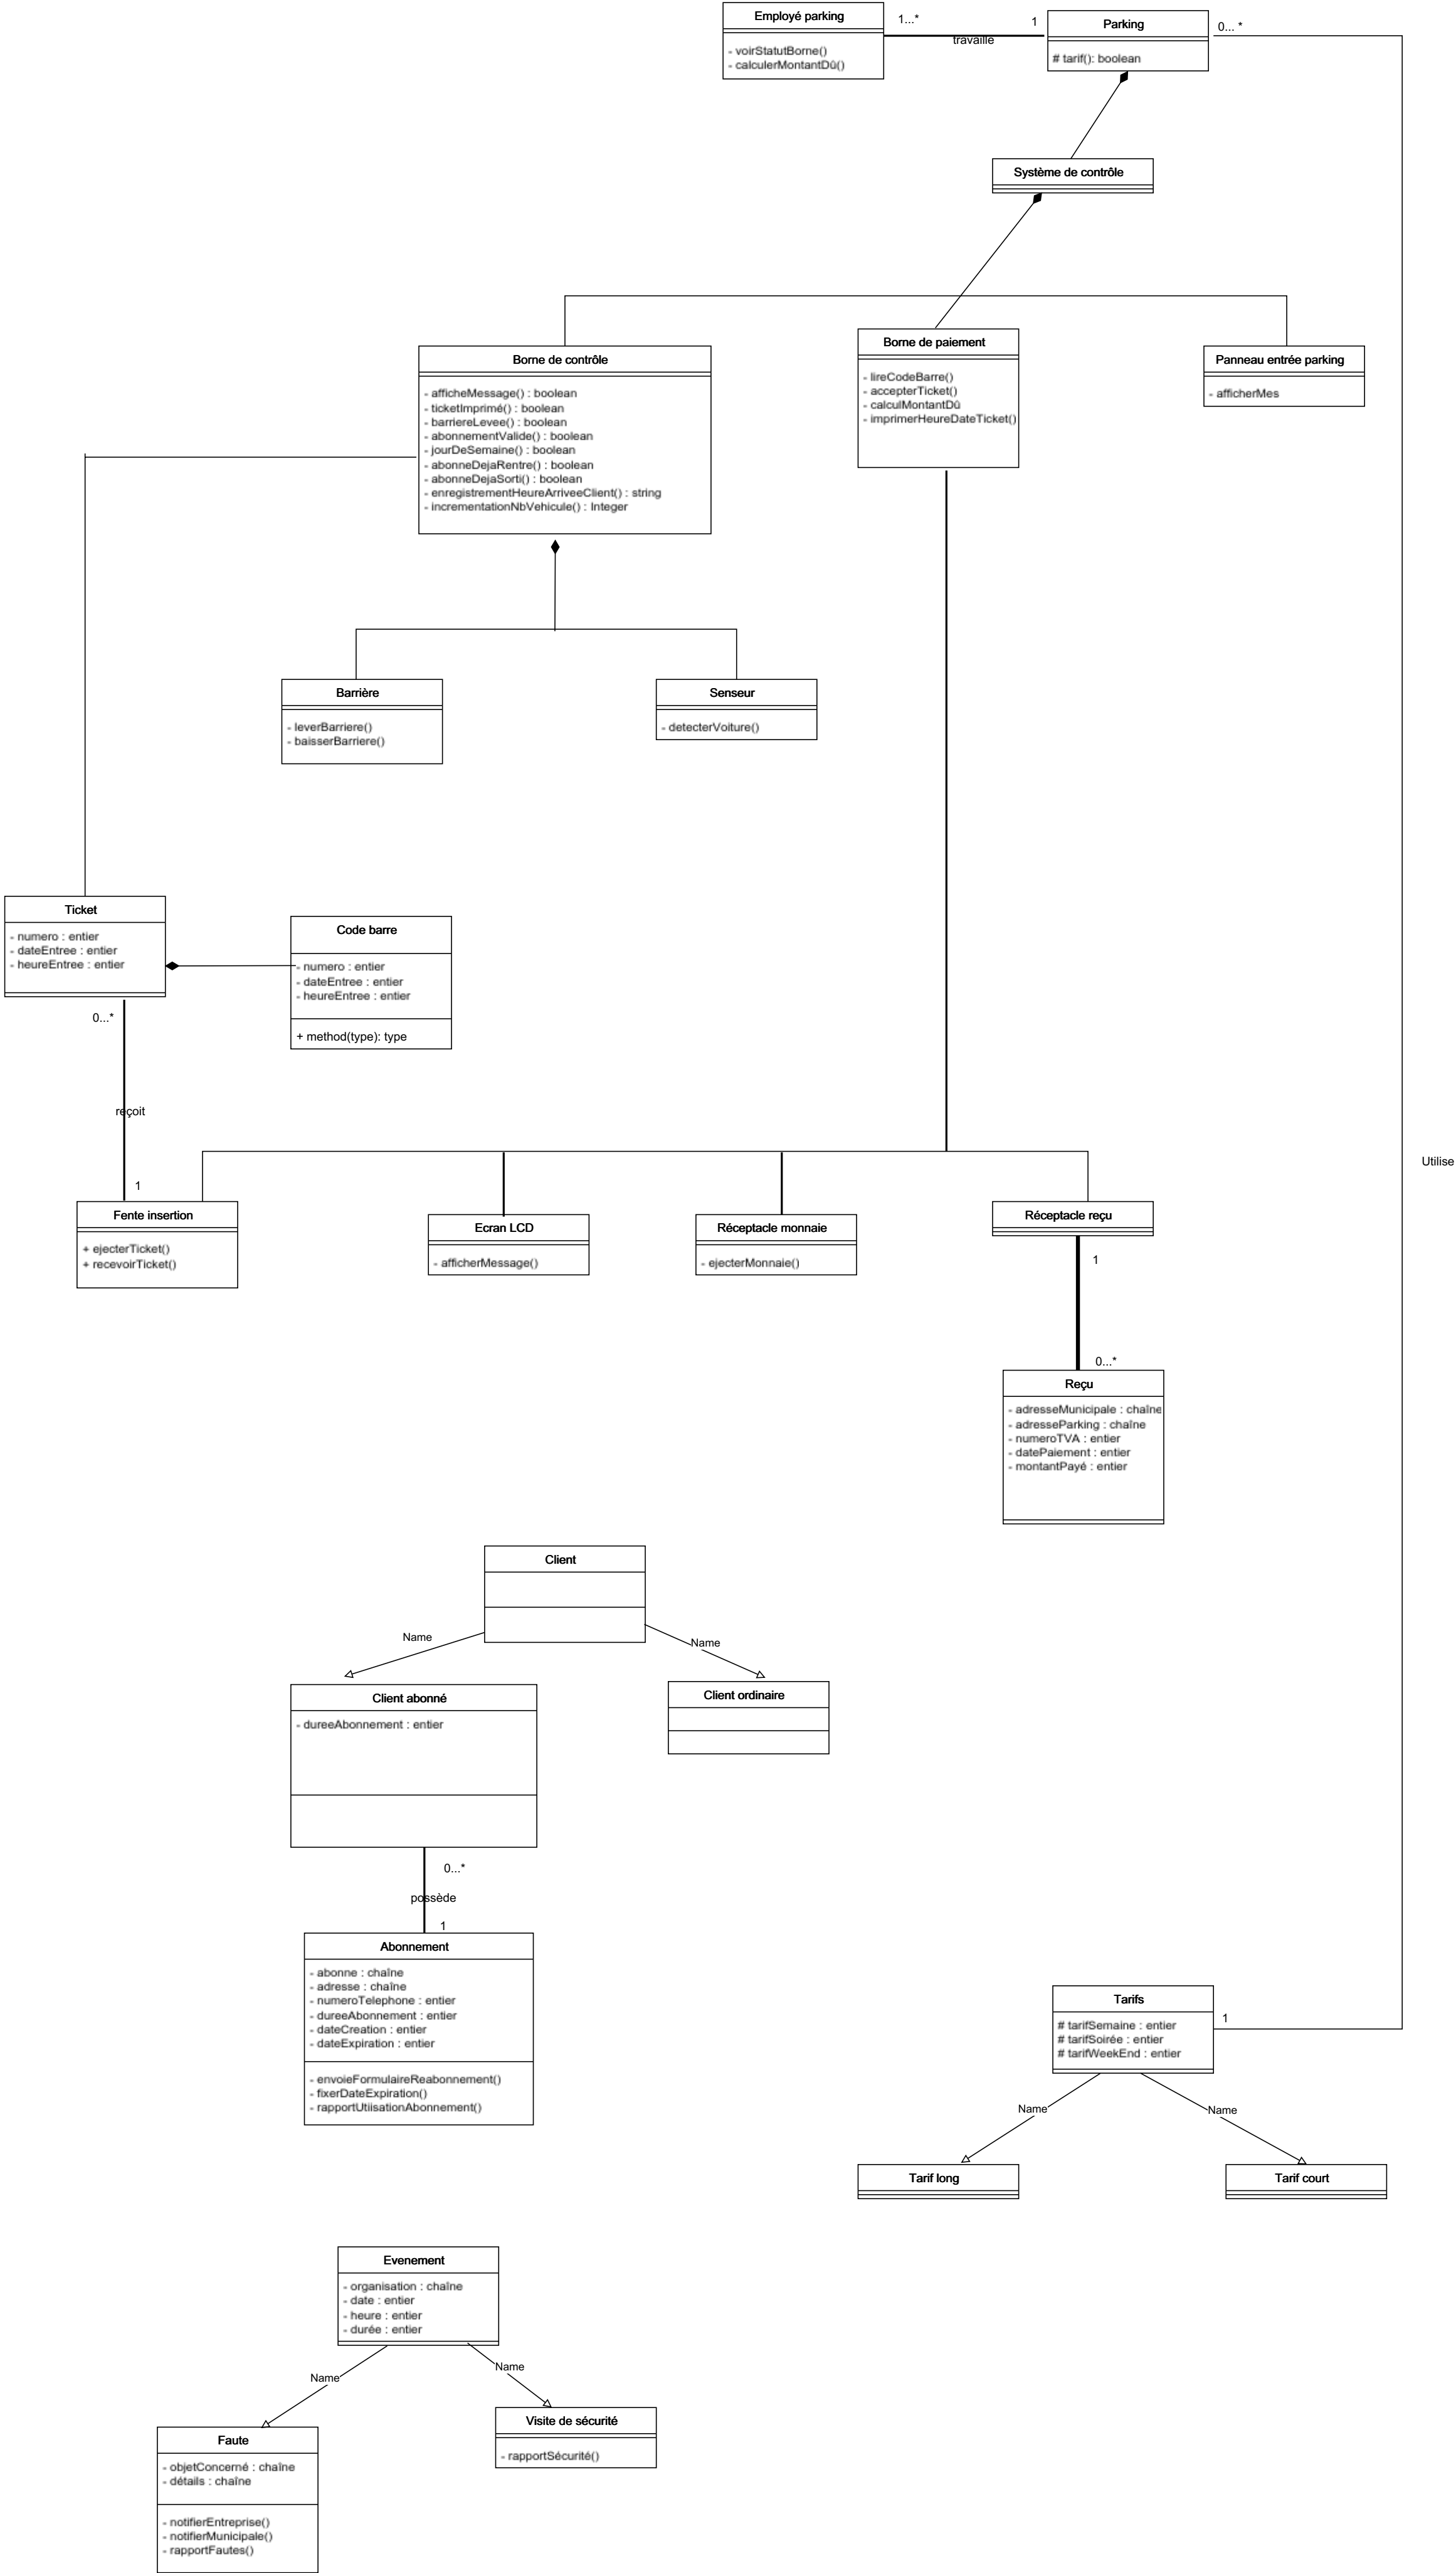 Employé parking
- voirStatutBorne()
- calculerMontantDû()
1...*
travaille
1
Parking
# tarif(): boolean
0... *
Système de contrôle
Borne de contrôle
- afficheMessage() : boolean
- ticketImprimé() : boolean
- barriereLevee() : boolean
- abonnementValide() : boolean
- jourDeSemaine() : boolean
- abonneDejaRentre() : boolean
- abonneDejaSorti() : boolean
- enregistrementHeureArriveeClient() : string
- incrementationNbVehicule() : Integer
Borne de paiement
- lireCodeBarre()
- accepterTicket()
- calculMontantDû
- imprimerHeureDateTicket()
Panneau entrée parking
- afficherMes
Barrière
- leverBarriere()
- baisserBarriere()
Senseur
- detecterVoiture()
Ticket
- numero : entier
- dateEntree : entier
- heureEntree : entier
Code barre
- numero : entier
- dateEntree : entier
- heureEntree : entier
+ method(type): type
0...*
reçoit
1
Utilise
Fente insertion
+ ejecterTicket()
+ recevoirTicket()
Ecran LCD
- afficherMessage()
Réceptacle monnaie
- ejecterMonnaie()
Réceptacle reçu
1
0...*
Reçu
- adresseMunicipale : chaîne
- adresseParking : chaîne
- numeroTVA : entier
- datePaiement : entier
- montantPayé : entier
Client
Name
Name
Client abonné
- dureeAbonnement : entier
Client ordinaire
0...*
possède
1
Abonnement
- abonne : chaîne
- adresse : chaîne
- numeroTelephone : entier
- dureeAbonnement : entier
- dateCreation : entier
- dateExpiration : entier
- envoieFormulaireReabonnement()
- fixerDateExpiration()
- rapportUtiisationAbonnement()
Tarifs
# tarifSemaine : entier
# tarifSoirée : entier
# tarifWeekEnd : entier
1
Name
Name
Tarif long
Tarif court
Evenement
- organisation : chaîne
- date : entier
- heure : entier
- durée : entier
Name
Name
Faute
- objetConcerné : chaîne
- détails : chaîne
- notifierEntreprise()
- notifierMunicipale()
- rapportFautes()
Visite de sécurité
- rapportSécurité()